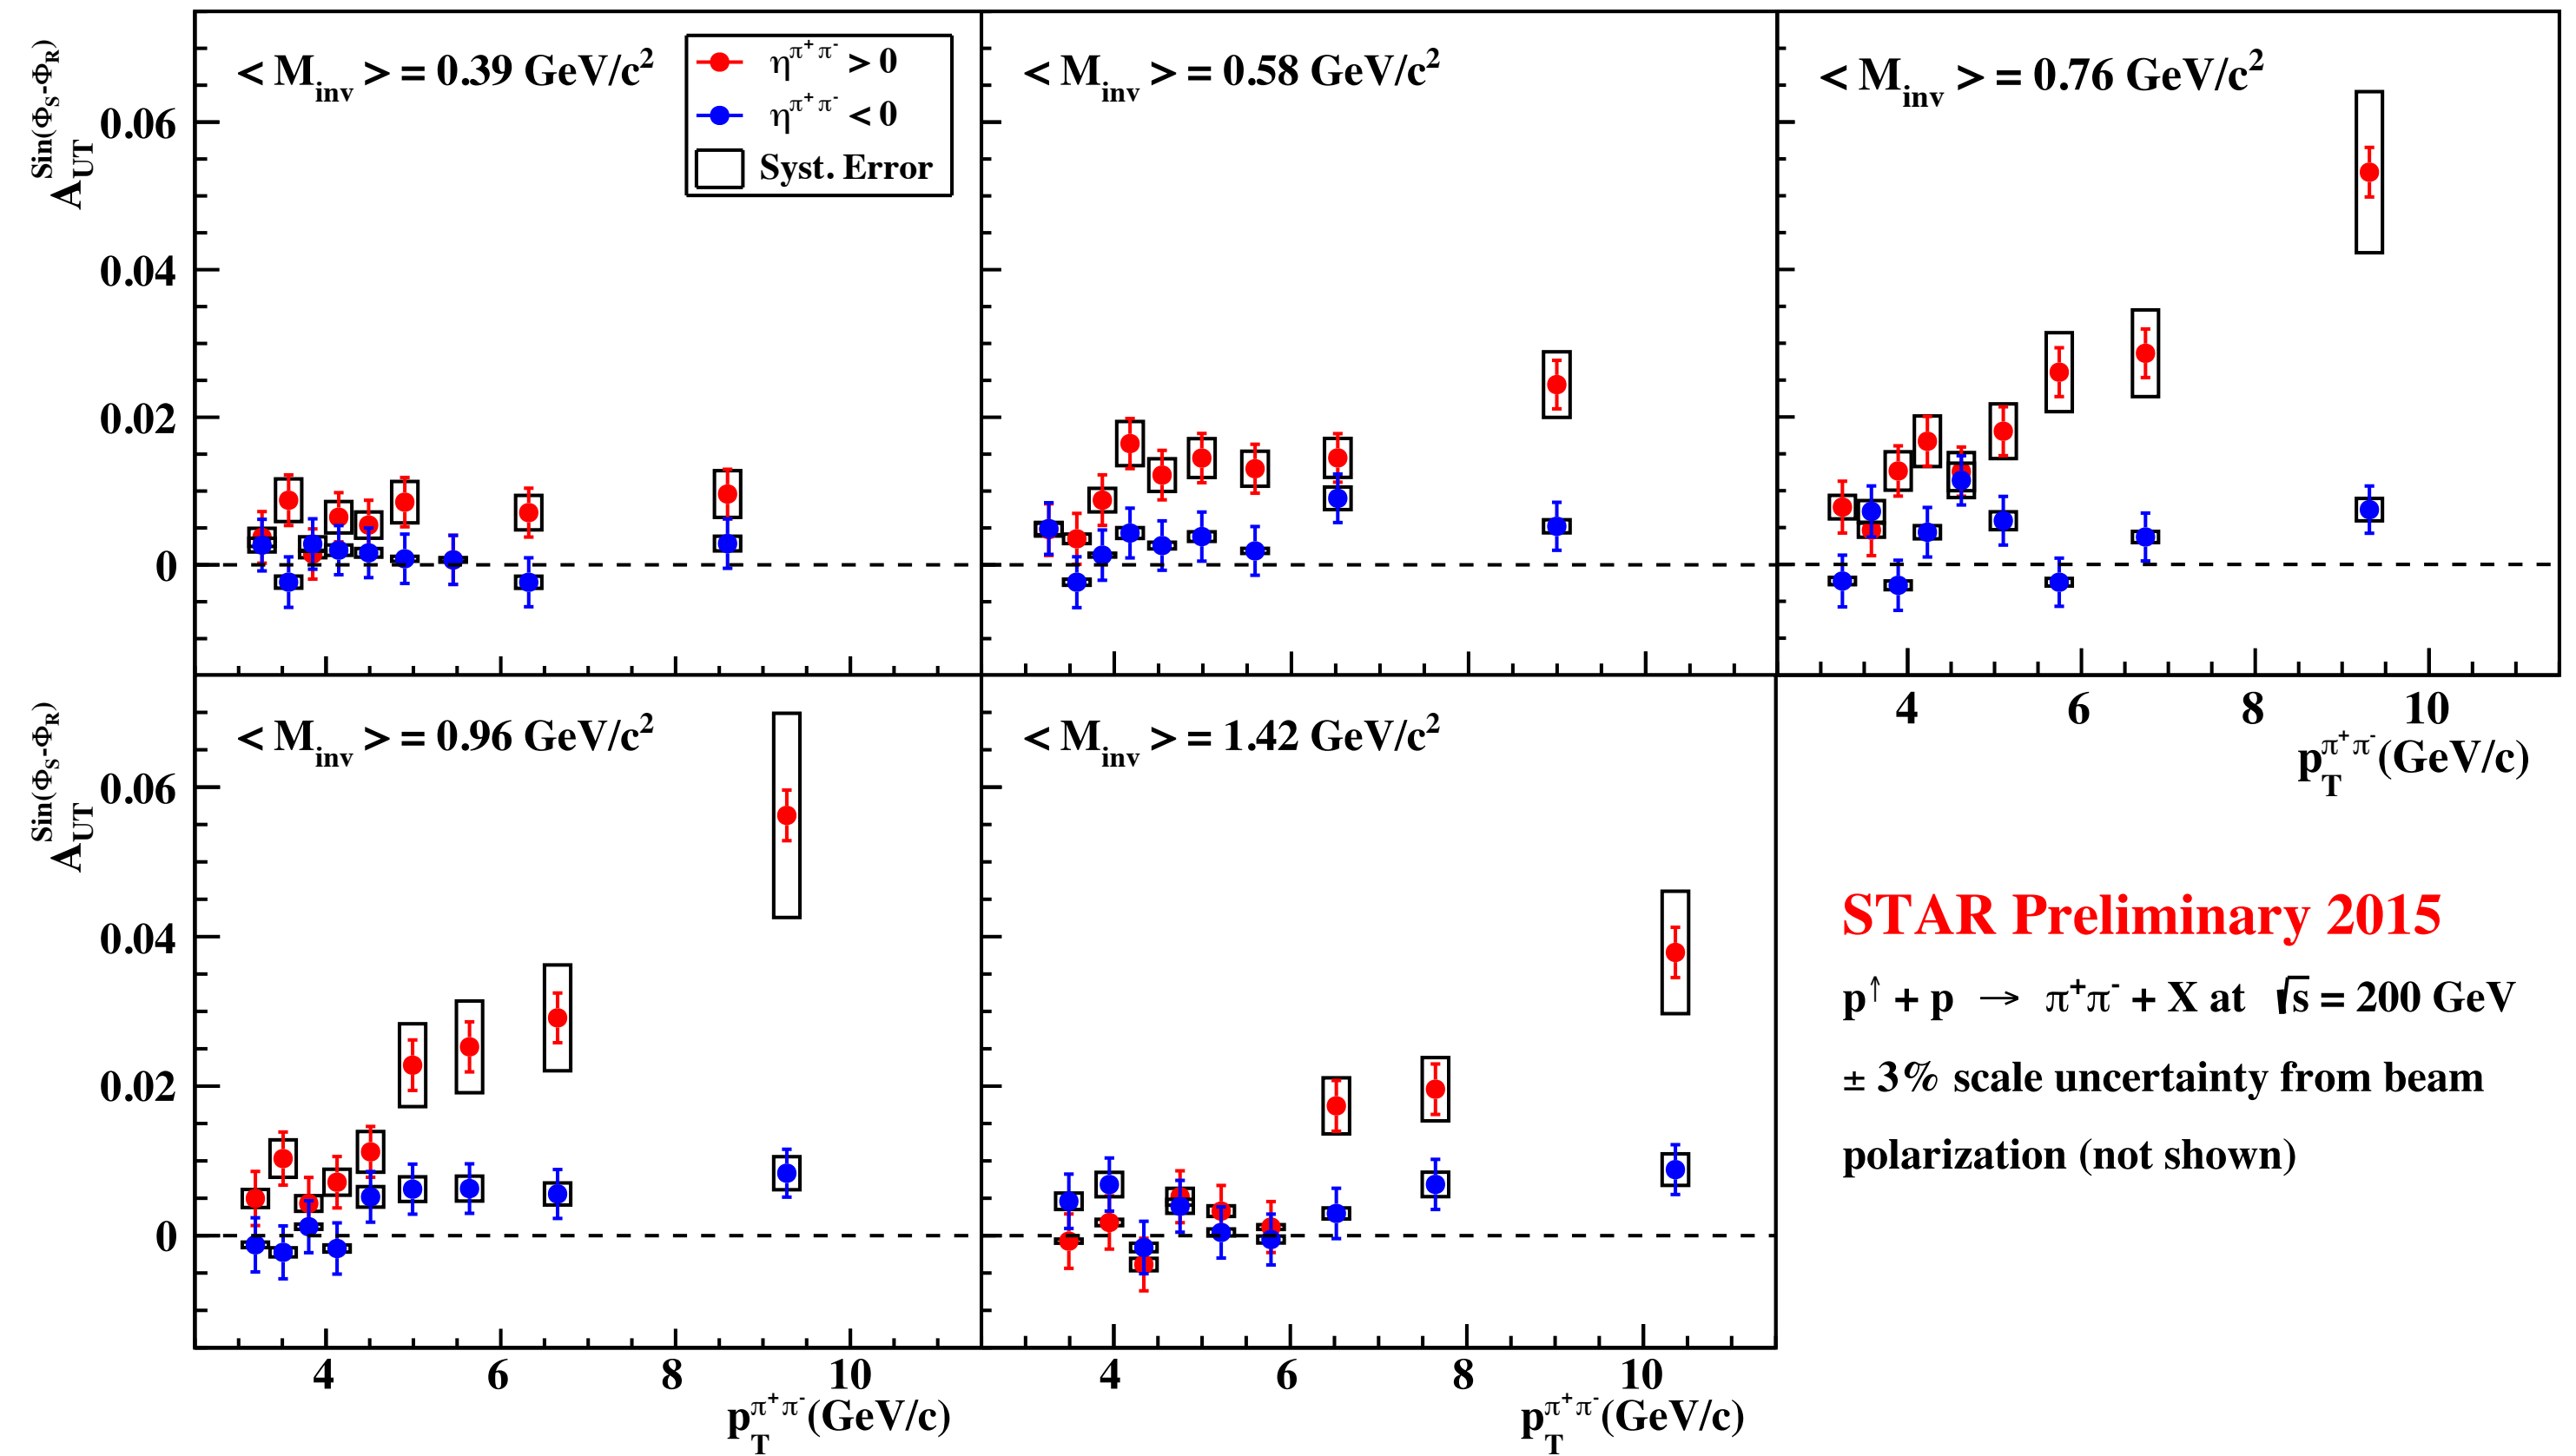 A_UT^Sin(Φ_S-Φ_R)
< M_inv > = 0.39 GeV/c²
η^π⁺π⁻ > 0
η^π⁺π⁻ < 0
Syst. Error
0.06
0.04
0.02
0
< M_inv > = 0.58 GeV/c²
< M_inv > = 0.76 GeV/c²
4 6 8 10
p_T^π⁺π⁻(GeV/c)
A_UT^Sin(Φ_S-Φ_R)
< M_inv > = 0.96 GeV/c²
0.06
0.04
0.02
0
4 6 8 10
p_T^π⁺π⁻(GeV/c)
< M_inv > = 1.42 GeV/c²
4 6 8 10
p_T^π⁺π⁻(GeV/c)
STAR Preliminary 2015
p↑ + p → π⁺π⁻ + X at √s = 200 GeV
± 3% scale uncertainty from beam
polarization (not shown)